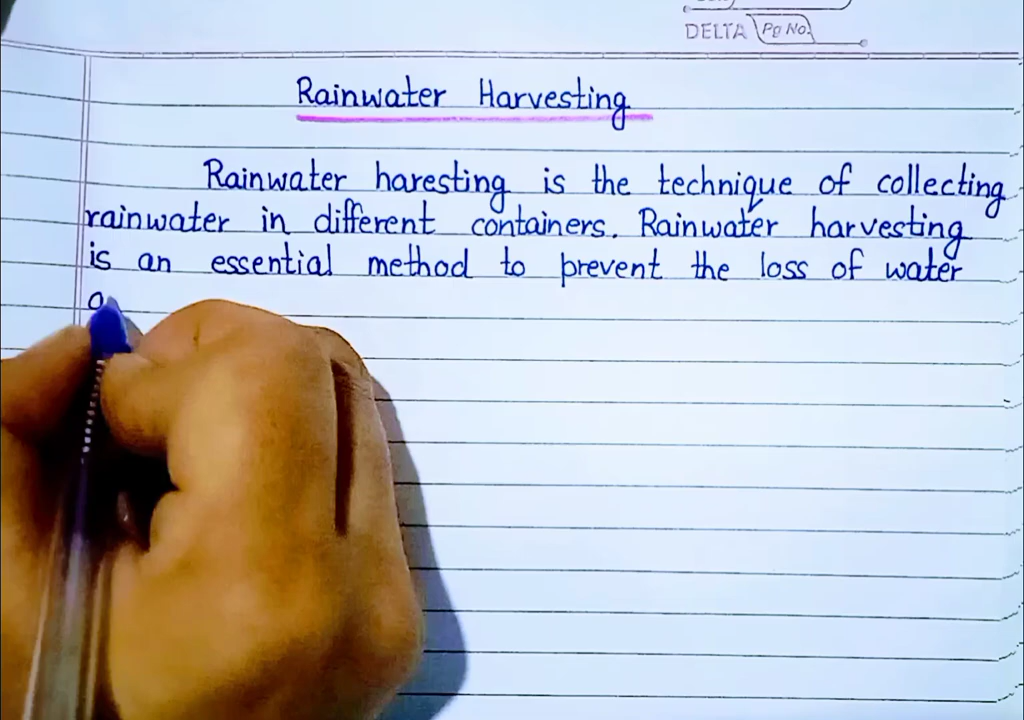 DELTA Pg No.
Rainwater Harvesting
Rainwater haresting is the technique of collecting
rainwater in different containers. Rainwater harvesting
is an essential method to prevent the loss of water